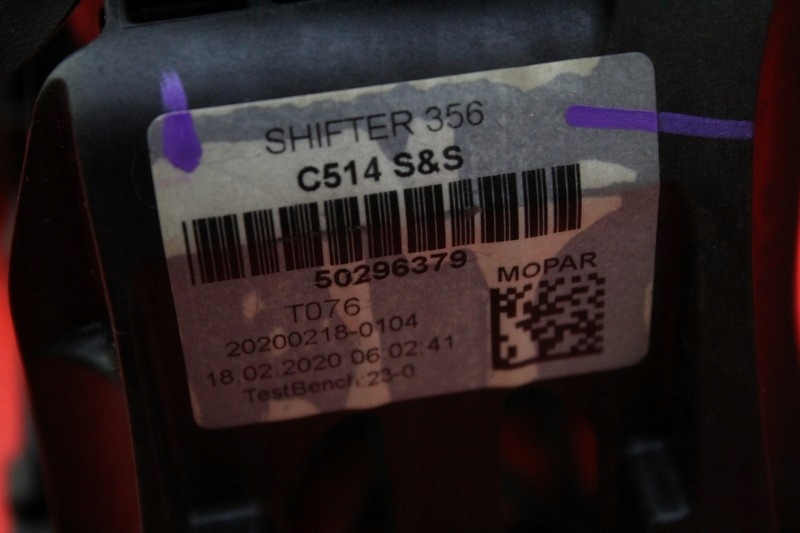 SHIFTER 356
C514 S&S
50296379
MOPAR
T076
20200218-0104
18.02.2020 06:02:41
TestBench:23-0